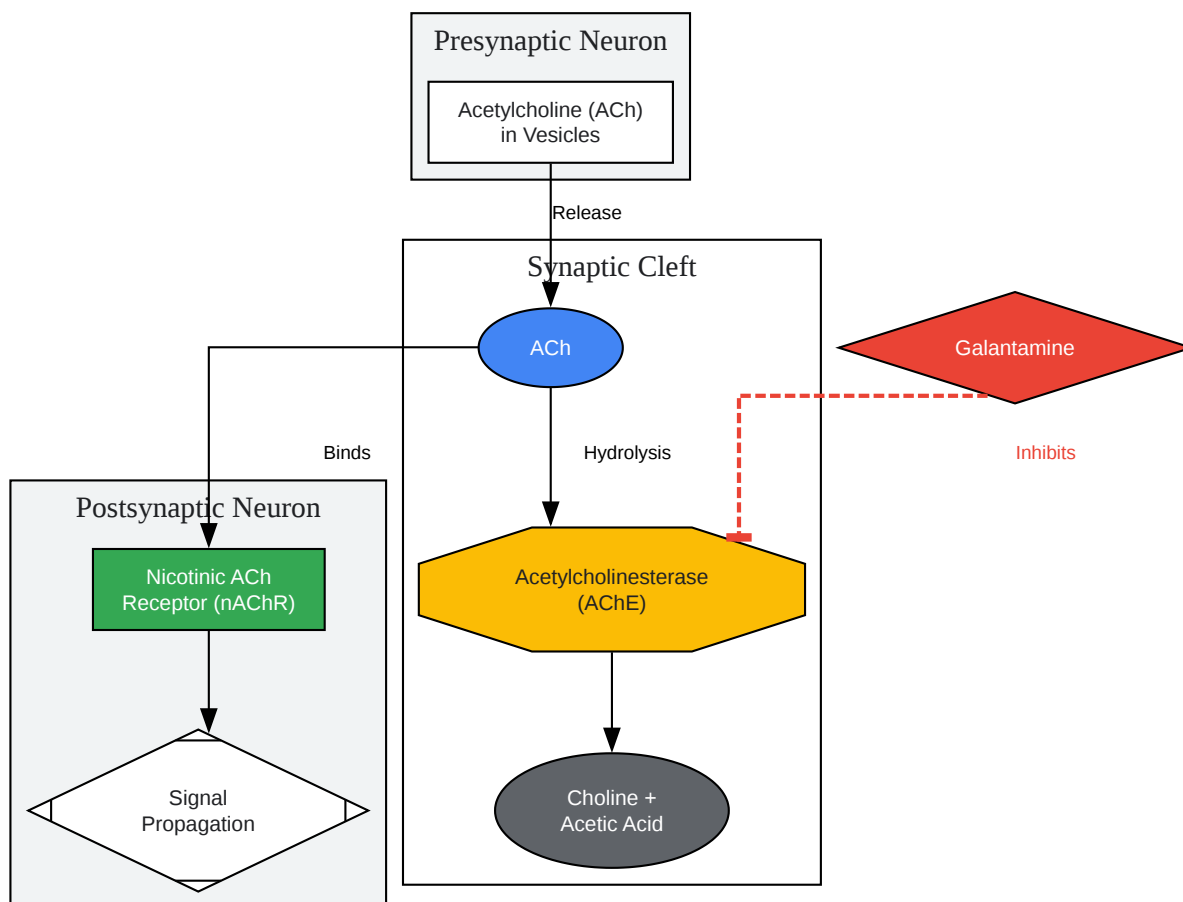 Presynaptic Neuron
Acetylcholine (ACh)
in Vesicles
Release
Synaptic Cleft
ACh
Galantamine
Binds
Hydrolysis
Inhibits
Postsynaptic Neuron
Nicotinic ACh
Receptor (nAChR)
Acetylcholinesterase
(AChE)
Signal
Propagation
Choline +
Acetic Acid